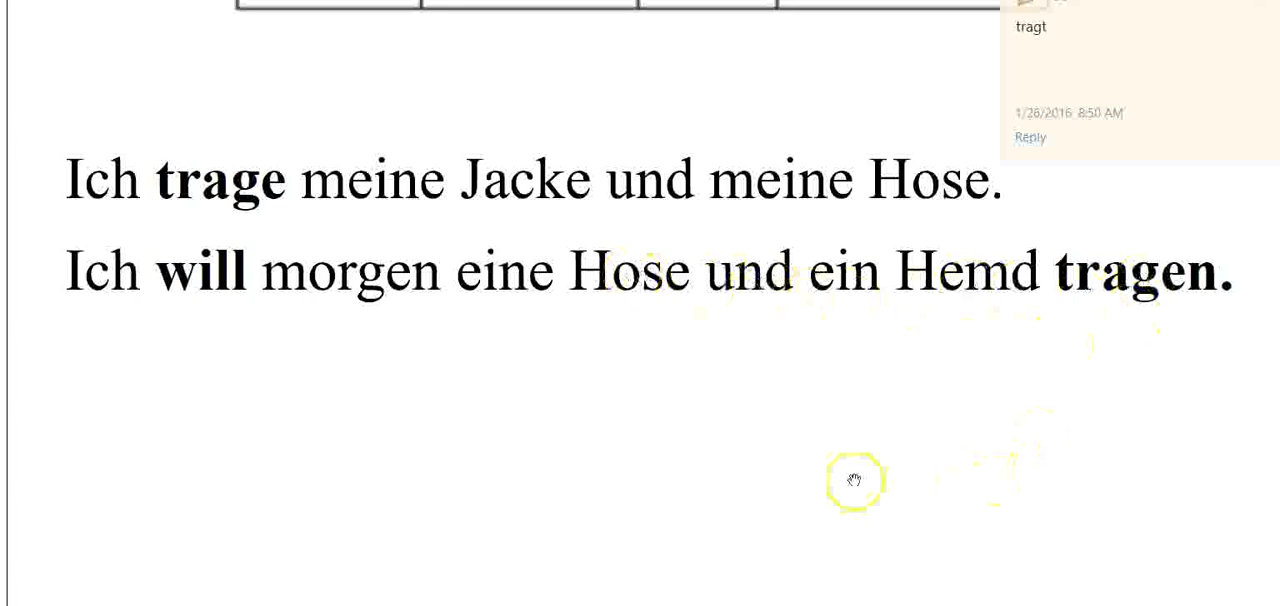 tragt
1/26/2016 8:50 AM
Reply
Ich trage meine Jacke und meine Hose.
Ich will morgen eine Hose und ein Hemd tragen.